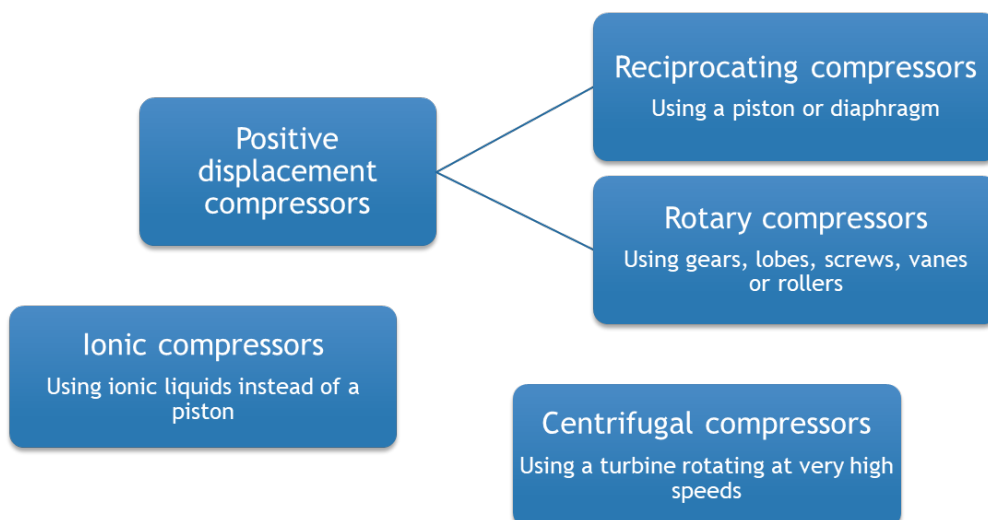 Positive
displacement
compressors
Reciprocating compressors
Using a piston or diaphragm
Rotary compressors
Using gears, lobes, screws, vanes
or rollers
Ionic compressors
Using ionic liquids instead of a
piston
Centrifugal compressors
Using a turbine rotating at very high
speeds